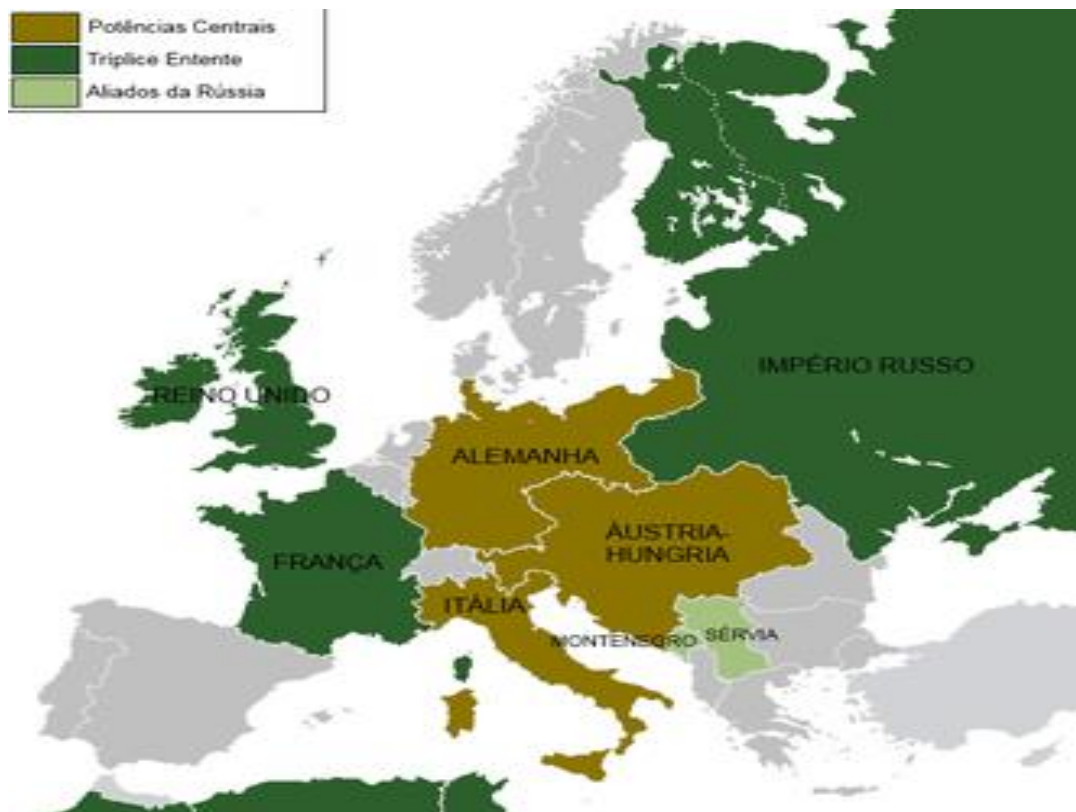 Potências Centrais
Tríplice Entente
Aliados da Rússia
IMPÉRIO RUSSO
REINO UNIDO
ALEMANHA
ÁUSTRIA-
HUNGRIA
FRANÇA
ITÁLIA
MONTENEGRO
SÉRVIA